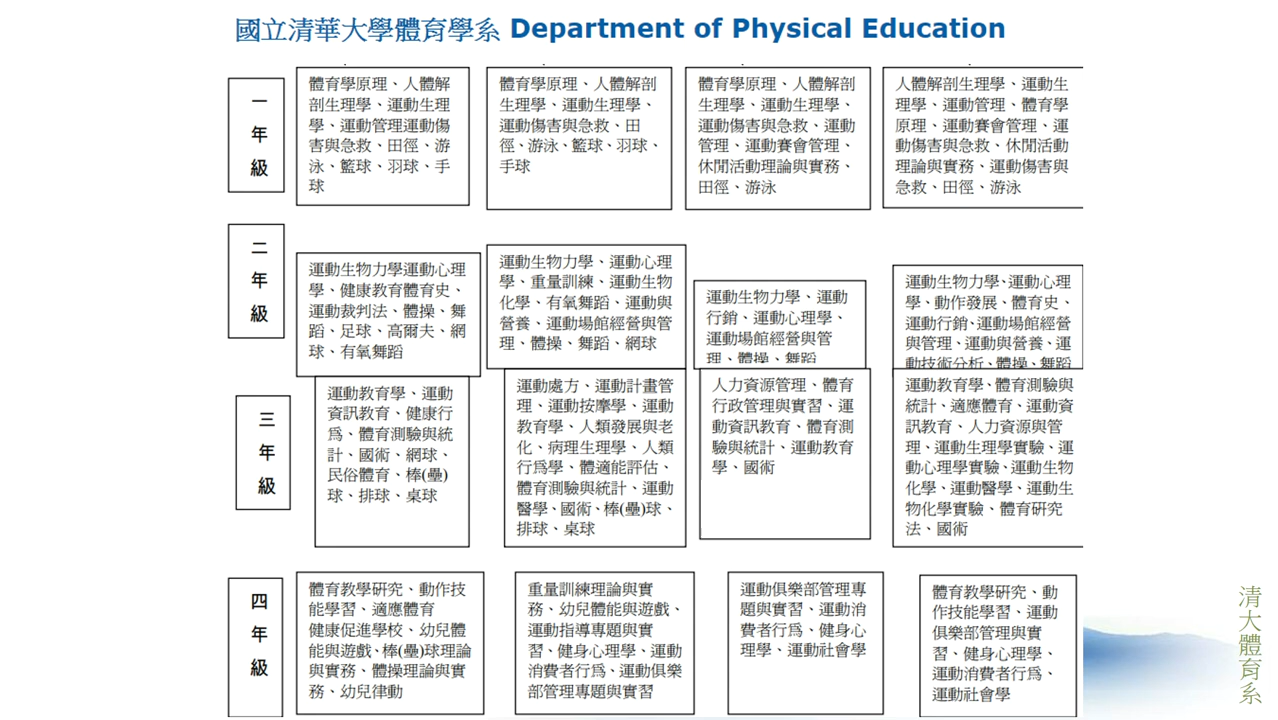 國立清華大學體育學系 Department of Physical Education
一
年
級
體育學原理、人體解
剖生理學、運動生理
學、運動管理運動傷
害與急救、田徑、游
泳、籃球、羽球、手
球
體育學原理、人體解剖
生理學、運動生理學、
運動傷害與急救、田
徑、游泳、籃球、羽球、
手球
體育學原理、人體解剖
生理學、運動生理學、
運動傷害與急救、運動
管理、運動賽會管理、
休閒活動理論與實務、
田徑、游泳
人體解剖生理學、運動生
理學、運動管理、體育學
原理、運動賽會管理、運
動傷害與急救、休閒活動
理論與實務、運動傷害與
急救、田徑、游泳
二
年
級
運動生物力學運動心理
學、健康教育體育史、
運動裁判法、體操、舞
蹈、足球、高爾夫、網
球、有氧舞蹈
運動生物力學、運動心理
學、重量訓練、運動生物
化學、有氧舞蹈、運動與
營養、運動場館經營與管
理、體操、舞蹈、網球
運動生物力學、運動
行銷、運動心理學、
運動場館經營與管
理、體操、舞蹈
運動生物力學、運動心理
學、動作發展、體育史、
運動行銷、運動場館經營
與管理、運動與營養、運
動技術分析、體操、舞蹈
三
年
級
運動教育學、運動
資訊教育、健康行
為、體育測驗與統
計、國術、網球、
民俗體育、棒(壘)
球、排球、桌球
運動處方、運動計畫管
理、運動按摩學、運動
教育學、人類發展與老
化、病理生理學、人類
行為學、體適能評估、
體育測驗與統計、運動
醫學、國術、棒(壘)球、
排球、桌球
人力資源管理、體育
行政管理與實習、運
動資訊教育、體育測
驗與統計、運動教育
學、國術
運動教育學、體育測驗與
統計、適應體育、運動資
訊教育、人力資源與管
理、運動生理學實驗、運
動心理學實驗、運動生物
化學、運動醫學、運動生
物化學實驗、體育研究
法、國術
四
年
級
體育教學研究、動作技
能學習、適應體育
健康促進學校、幼兒體
能與遊戲、棒(壘)球理論
與實務、體操理論與實
務、幼兒律動
重量訓練理論與實
務、幼兒體能與遊戲、
運動指導專題與實
習、健身心理學、運動
消費者行為、運動俱樂
部管理專題與實習
運動俱樂部管理專
題與實習、運動消
費者行為、健身心
理學、運動社會學
體育教學研究、動
作技能學習、運動
俱樂部管理與實
習、健身心理學、
運動消費者行為、
運動社會學
清大體育系